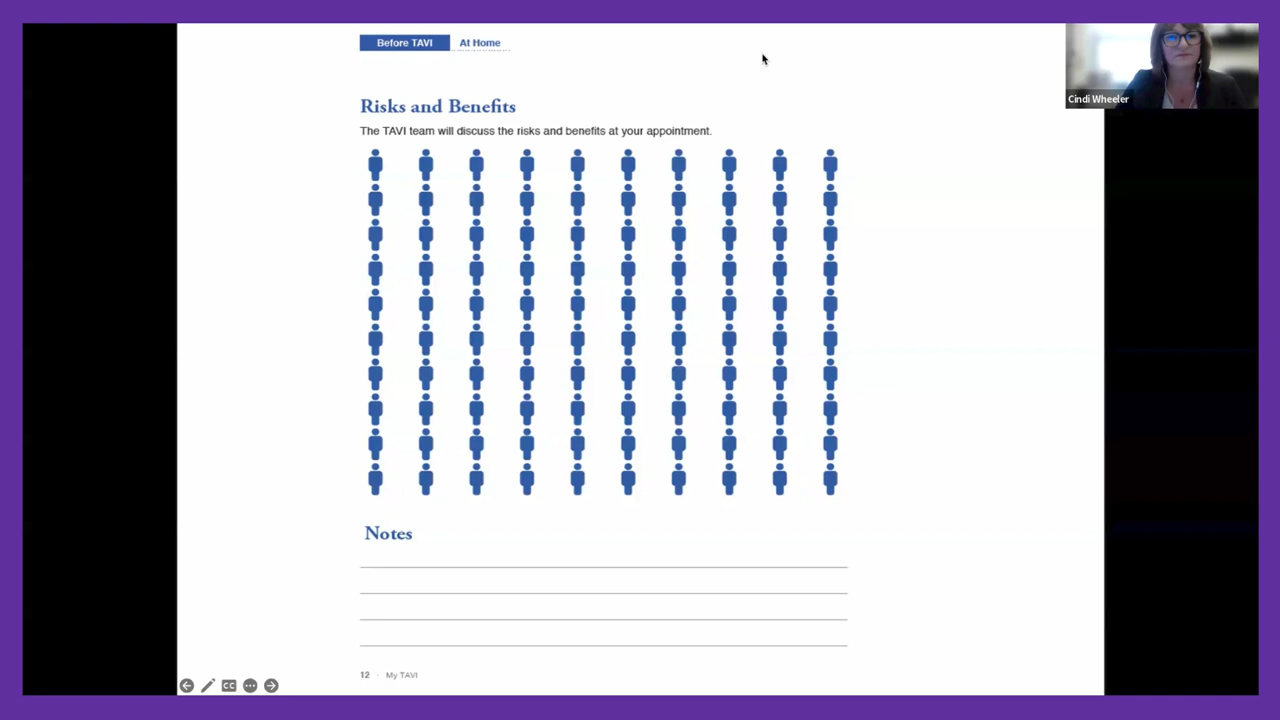 Before TAVI At Home
Cindi Wheeler
Risks and Benefits
The TAVI team will discuss the risks and benefits at your appointment.
Notes
12 - My TAVI
CC